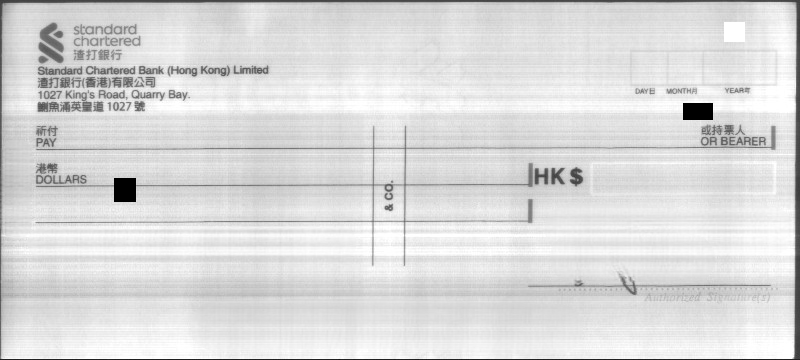 standard
chartered
渣打銀行
Standard Chartered Bank (Hong Kong) Limited
渣打銀行(香港)有限公司
1027 King's Road, Quarry Bay.
鰂魚涌英皇道 1027 號
DAY日 MONTH月 YEAR年
祈付
PAY
或持票人
OR BEARER
港幣
DOLLARS
HK $
& CO.
Authorized Signature(s)